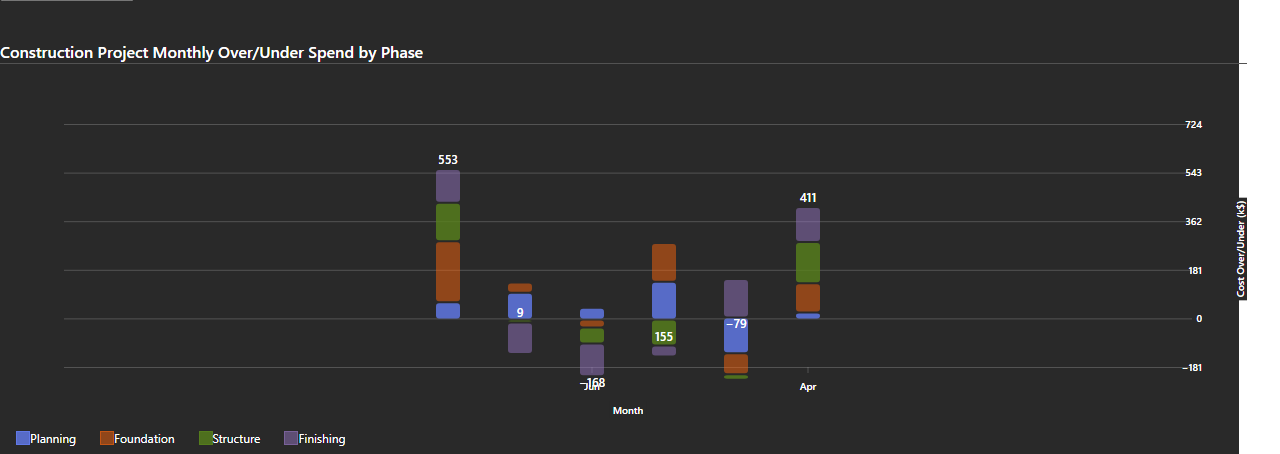 Construction Project Monthly Over/Under Spend by Phase
724
553
543
411
362
Cost Over/Under (k$)
181
9
0
−79
155
−181
−168
Jun
Apr
Month
Planning
Foundation
Structure
Finishing